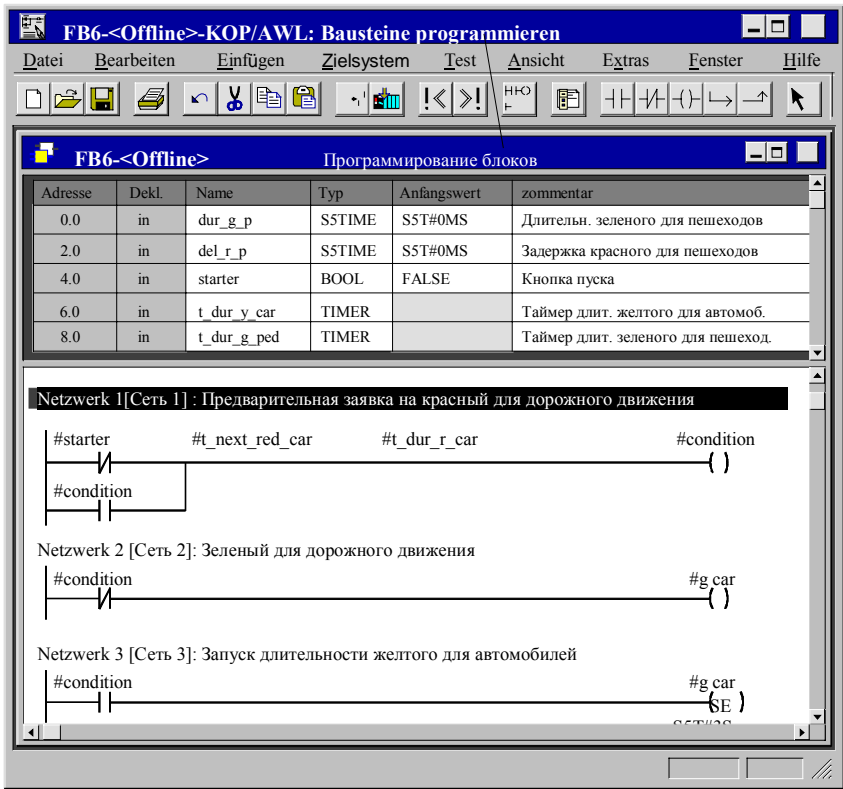 FB6-<Offline>-KOP/AWL: Bausteine programmieren
Datei Bearbeiten Einfügen Zielsystem Test Ansicht Extras Fenster Hilfe
FB6-<Offline> Программирование блоков
Adresse Dekl. Name Typ Anfangswert zommentar
0.0 in dur_g_p S5TIME S5T#0MS Длительн. зеленого для пешеходов
2.0 in del_r_p S5TIME S5T#0MS Задержка красного для пешеходов
4.0 in starter BOOL FALSE Кнопка пуска
6.0 in t_dur_y_car TIMER Таймер длит. желтого для автомоб.
8.0 in t_dur_g_ped TIMER Таймер длит. зеленого для пешеход.
Netzwerk 1[Сеть 1] : Предварительная заявка на красный для дорожного движения
#starter #t_next_red_car #t_dur_r_car #condition
#condition
Netzwerk 2 [Сеть 2]: Зеленый для дорожного движения
#condition #g car
Netzwerk 3 [Сеть 3]: Запуск длительности желтого для автомобилей
#condition #g car
SE